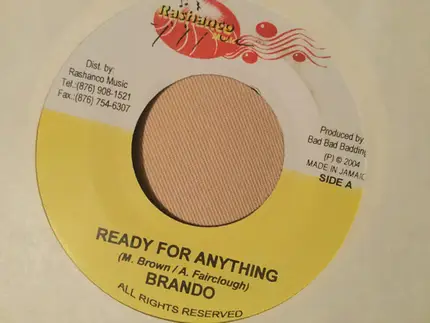 Rashanco
Dist. by:
Rashanco Music
Tel.:(876) 908-1521
Fax.:(876) 754-6307
Produced by
Bad Bad Badding
(P) © 2004
MADE IN JAMAIC
SIDE A
READY FOR ANYTHING
(M. Brown / A. Fairclough)
BRANDO
ALL RIGHTS RESERVED